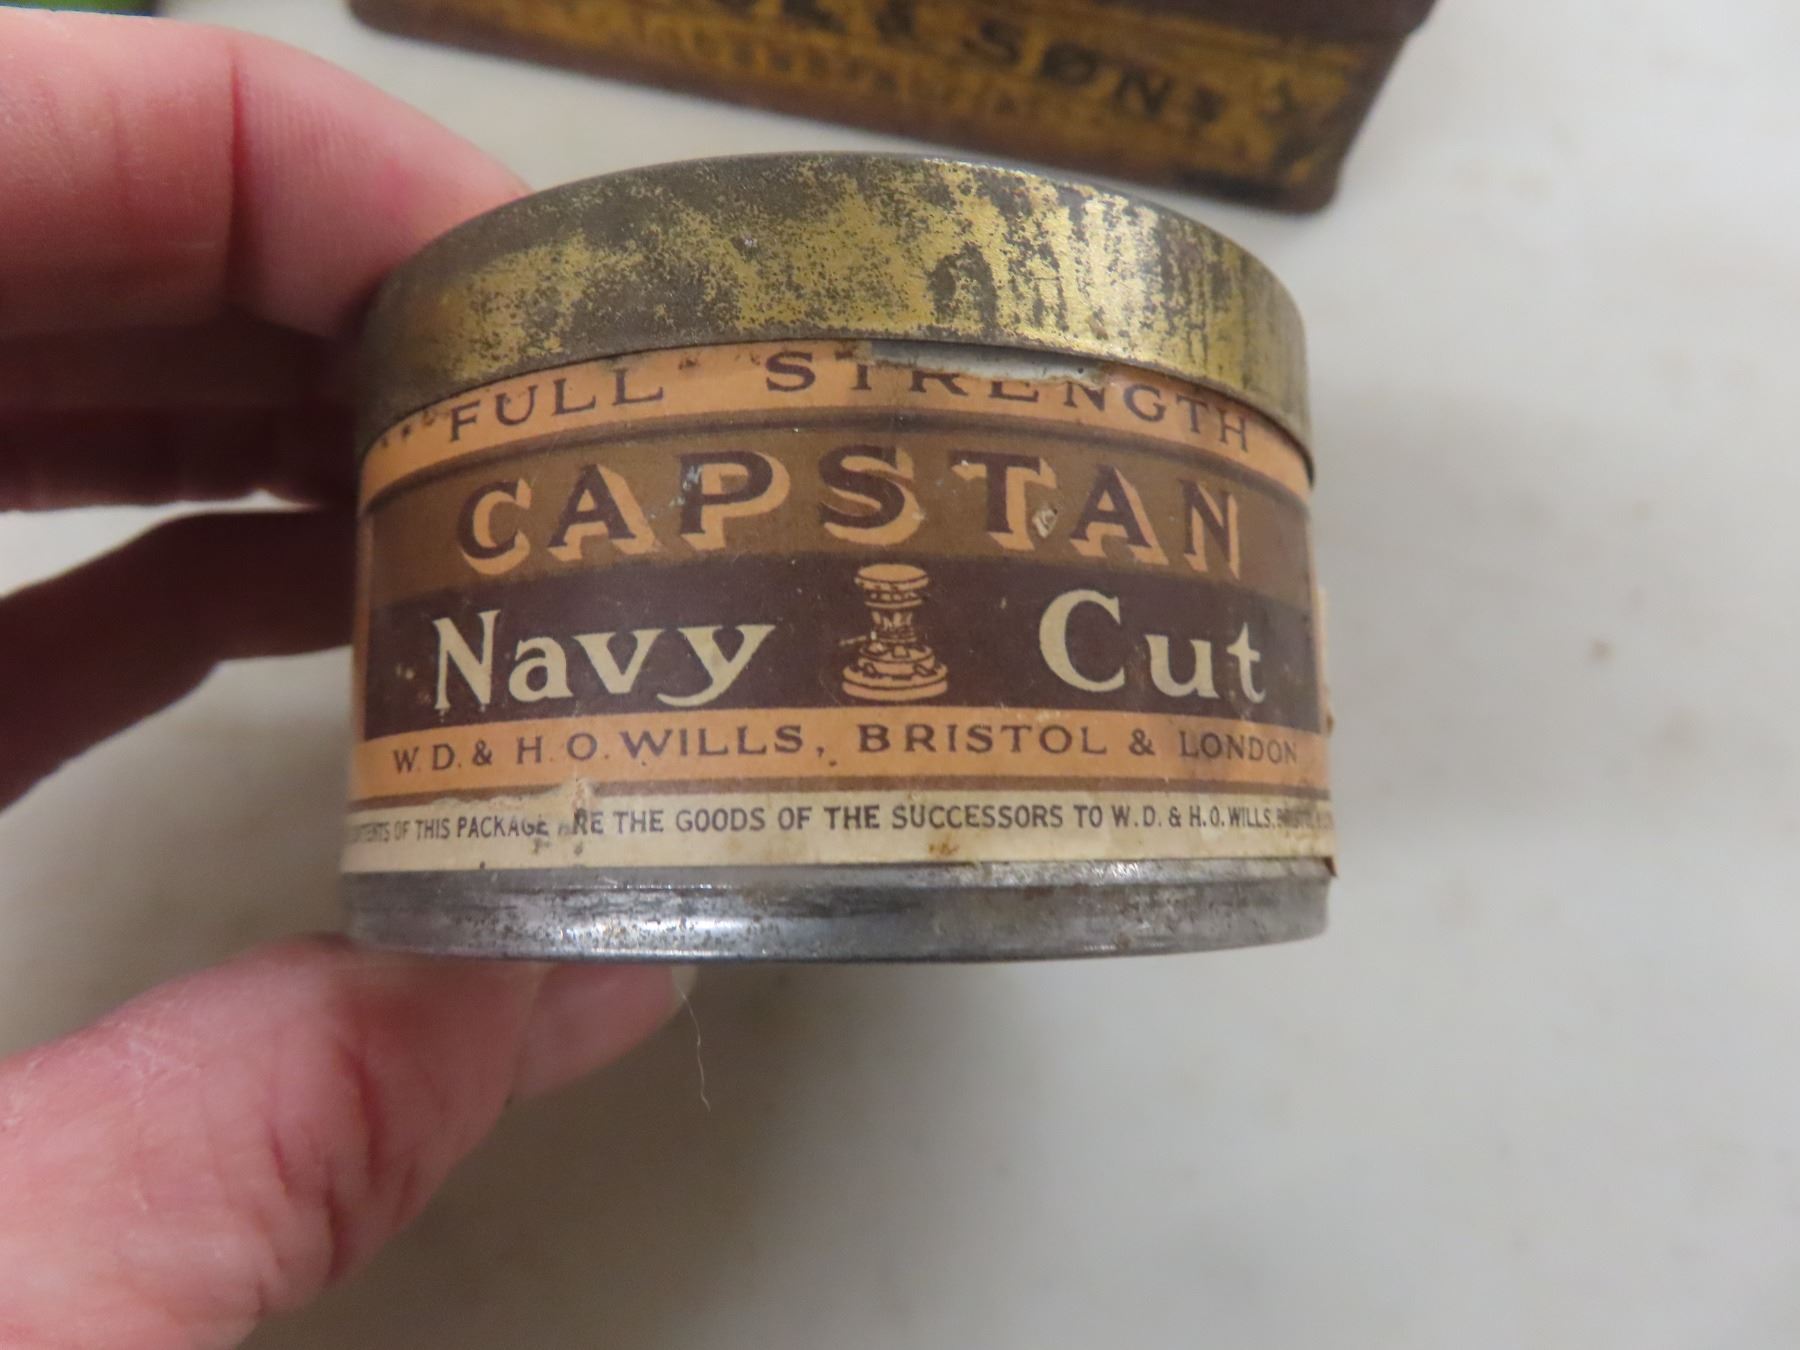 SONS
FULL STRENGTH
CAPSTAN
Navy Cut
W. D. & H. O. WILLS, BRISTOL & LONDON
OF THIS PACKAGE ARE THE GOODS OF THE SUCCESSORS TO W. D. & H. O. WILLS,